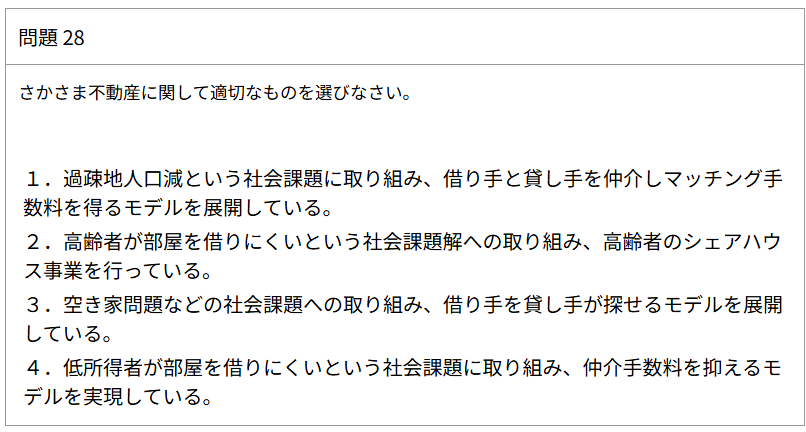 問題 28
さかさま不動産に関して適切なものを選びなさい。
１．過疎地人口減という社会課題に取り組み、借り手と貸し手を仲介しマッチング手
数料を得るモデルを展開している。
２．高齢者が部屋を借りにくいという社会課題解への取り組み、高齢者のシェアハウ
ス事業を行っている。
３．空き家問題などの社会課題への取り組み、借り手を貸し手が探せるモデルを展開
している。
４．低所得者が部屋を借りにくいという社会課題に取り組み、仲介手数料を抑えるモ
デルを実現している。